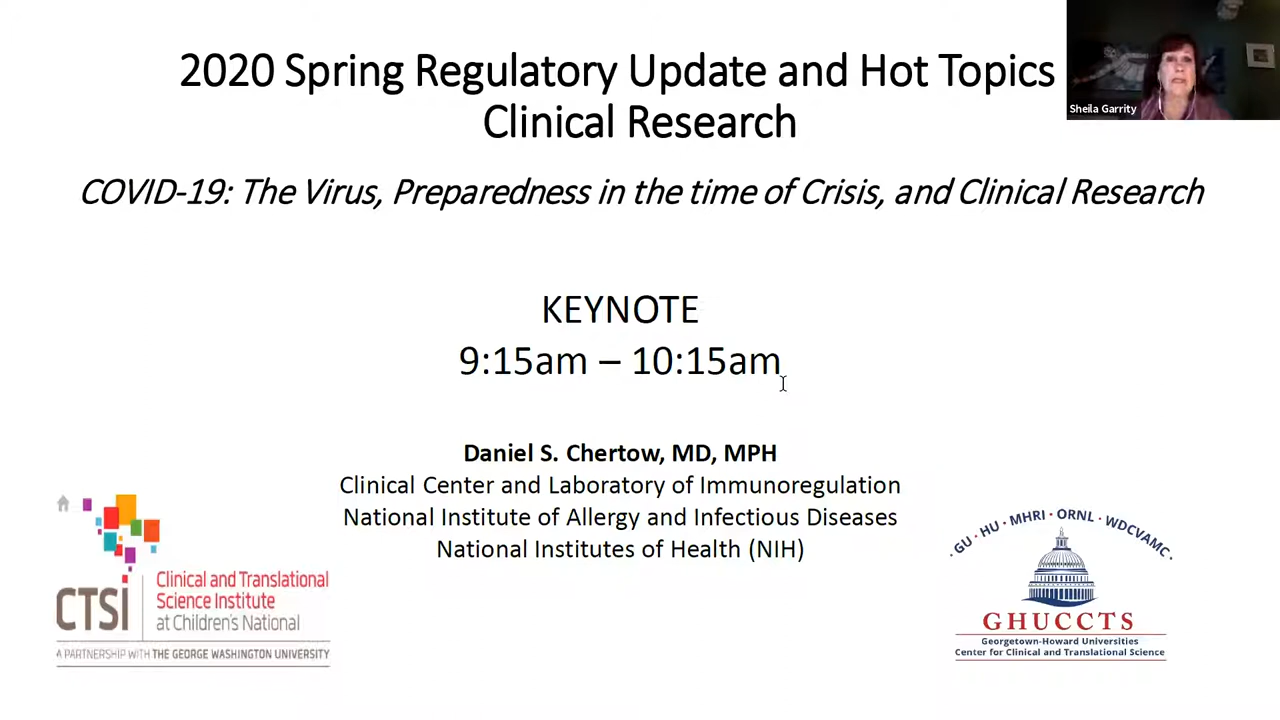 2020 Spring Regulatory Update and Hot Topics
Clinical Research
Sheila Garrity
COVID-19: The Virus, Preparedness in the time of Crisis, and Clinical Research
KEYNOTE
9:15am – 10:15am
Daniel S. Chertow, MD, MPH
Clinical Center and Laboratory of Immunoregulation
National Institute of Allergy and Infectious Diseases
National Institutes of Health (NIH)
CTSi
Clinical and Translational
Science Institute
at Children's National
A PARTNERSHIP WITH THE GEORGE WASHINGTON UNIVERSITY
· GU · HU · MHRI · ORNL · WDCVAMC ·
GHUCCTS
Georgetown-Howard Universities
Center for Clinical and Translational Science